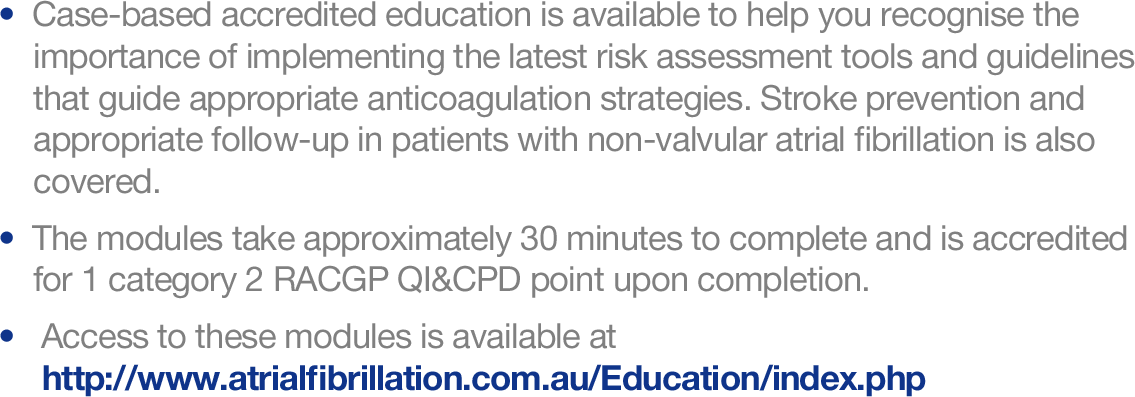 • Case-based accredited education is available to help you recognise the
importance of implementing the latest risk assessment tools and guidelines
that guide appropriate anticoagulation strategies. Stroke prevention and
appropriate follow-up in patients with non-valvular atrial fibrillation is also
covered.
• The modules take approximately 30 minutes to complete and is accredited
for 1 category 2 RACGP QI&CPD point upon completion.
• Access to these modules is available at
http://www.atrialfibrillation.com.au/Education/index.php